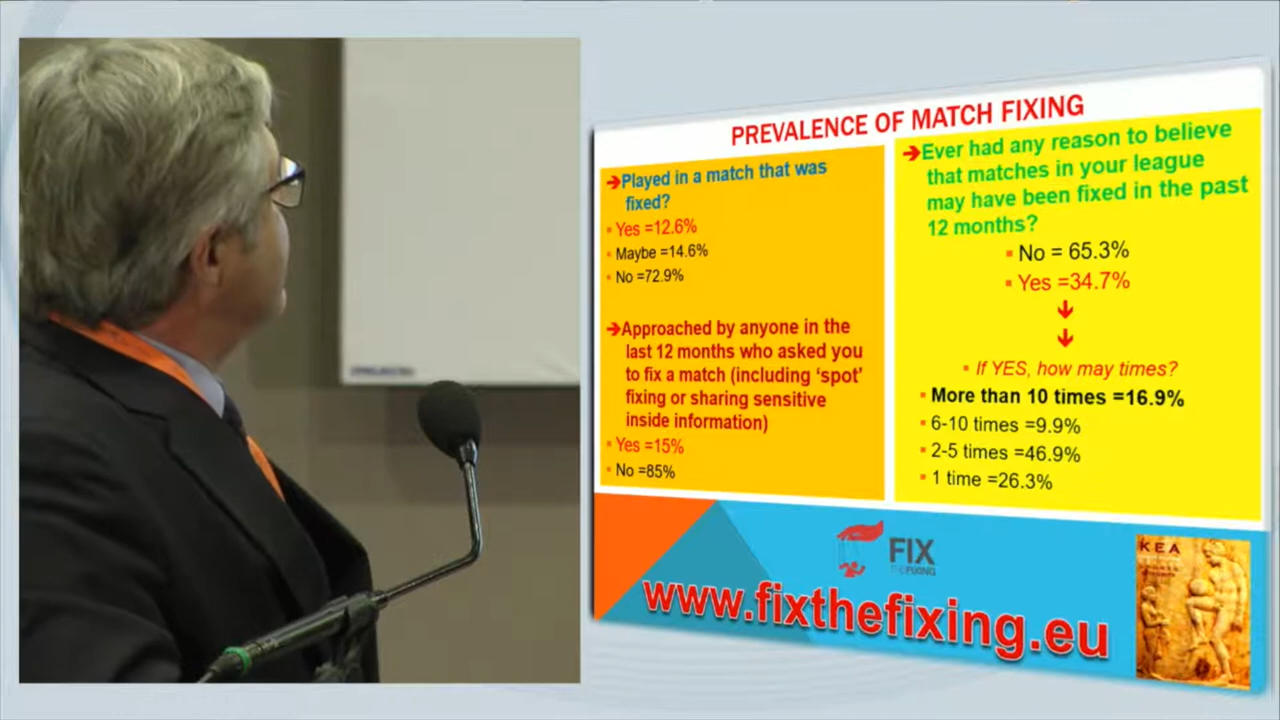 PREVALENCE OF MATCH FIXING
➔Played in a match that was
fixed?
▪ Yes =12.6%
▪ Maybe =14.6%
▪ No =72.9%
➔Approached by anyone in the
last 12 months who asked you
to fix a match (including ‘spot’
fixing or sharing sensitive
inside information)
▪ Yes =15%
▪ No =85%
➔Ever had any reason to believe
that matches in your league
may have been fixed in the past
12 months?
▪ No = 65.3%
▪ Yes =34.7%
▪ If YES, how may times?
▪ More than 10 times =16.9%
▪ 6-10 times =9.9%
▪ 2-5 times =46.9%
▪ 1 time =26.3%
FIX
THEFIXING
www.fixthefixing.eu
KEA